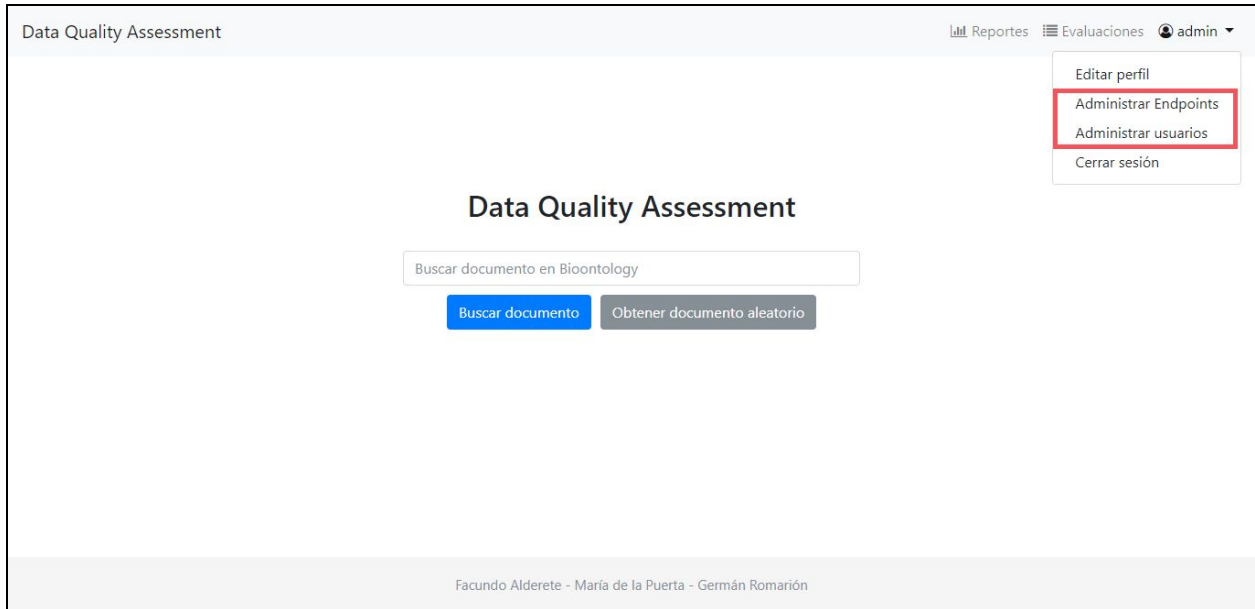 Data Quality Assessment
Reportes Evaluaciones admin
Editar perfil
Administrar Endpoints
Administrar usuarios
Cerrar sesión
Data Quality Assessment
Buscar documento en Bioontology
Buscar documento Obtener documento aleatorio
Facundo Alderete - María de la Puerta - Germán Romarión